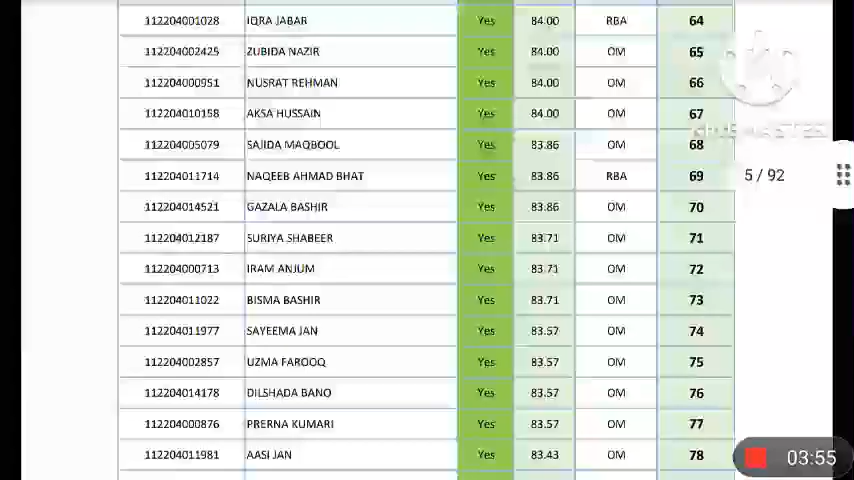 112204001028 IQRA JABAR Yes 84.00 RBA 64
112204002425 ZUBIDA NAZIR Yes 84.00 OM 65
112204000951 NUSRAT REHMAN Yes 84.00 OM 66
112204010158 AKSA HUSSAIN Yes 84.00 OM 67
KINEMASTER
112204005079 SAJIDA MAQBOOL Yes 83.86 OM 68
112204011714 NAQEEB AHMAD BHAT Yes 83.86 RBA 69 5 / 92
112204014521 GAZALA BASHIR Yes 83.86 OM 70
112204012187 SURIYA SHABEER Yes 83.71 OM 71
112204000713 IRAM ANJUM Yes 83.71 OM 72
112204011022 BISMA BASHIR Yes 83.71 OM 73
112204011977 SAYEEMA JAN Yes 83.57 OM 74
112204002857 UZMA FAROOQ Yes 83.57 OM 75
112204014178 DILSHADA BANO Yes 83.57 OM 76
112204000876 PRERNA KUMARI Yes 83.57 OM 77
112204011981 AASI JAN Yes 83.43 OM 78 03:55